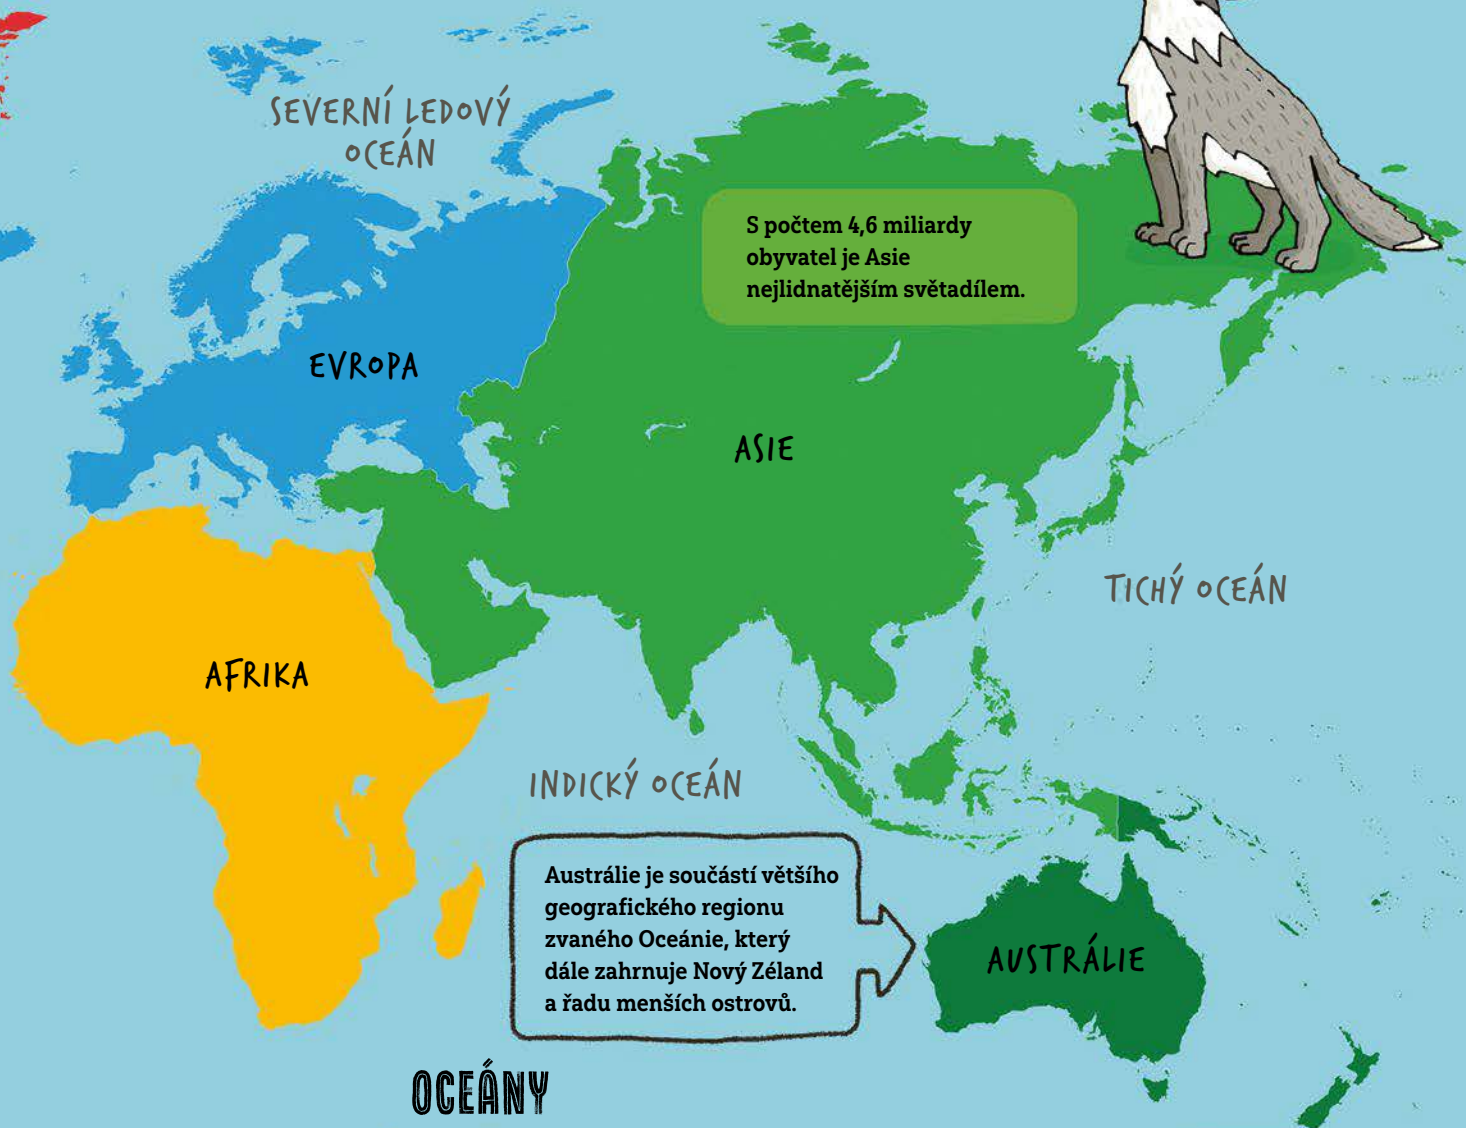 SEVERNÍ LEDOVÝ
OCEÁN
S počtem 4,6 miliardy
obyvatel je Asie
nejlidnatějším světadílem.
EVROPA
ASIE
TICHÝ OCEÁN
AFRIKA
INDICKÝ OCEÁN
Austrálie je součástí většího
geografického regionu
zvaného Oceánie, který
dále zahrnuje Nový Zéland
a řadu menších ostrovů.
AUSTRÁLIE
OCEÁNY